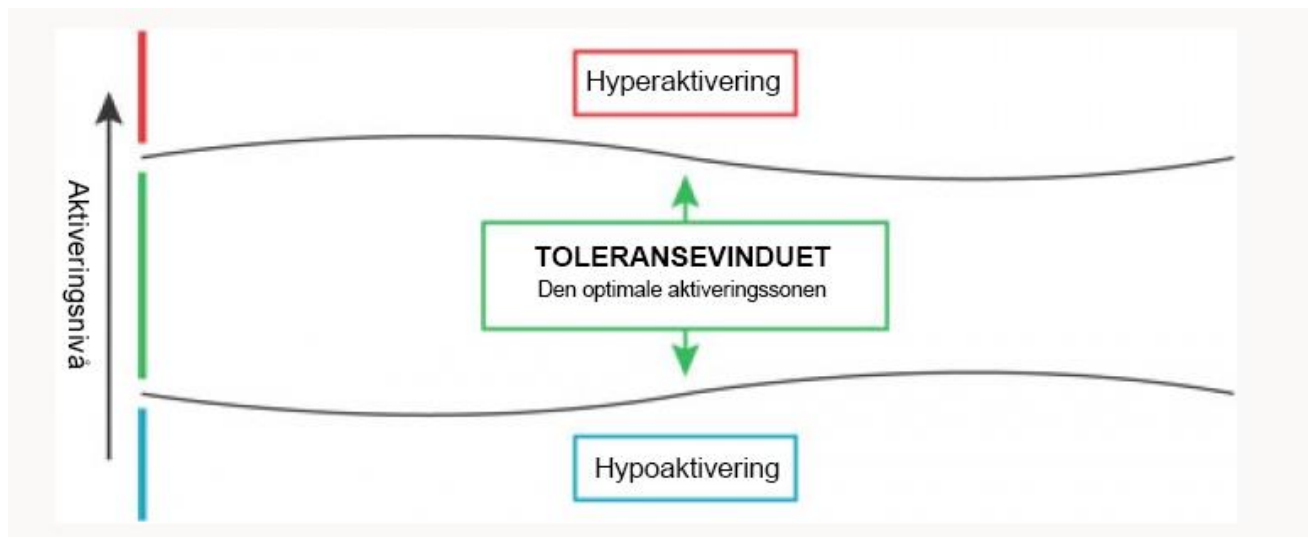 Hyperaktivering
Aktiveringsnivå
TOLERANSEVINDUET
Den optimale aktiveringssonen
Hypoaktivering